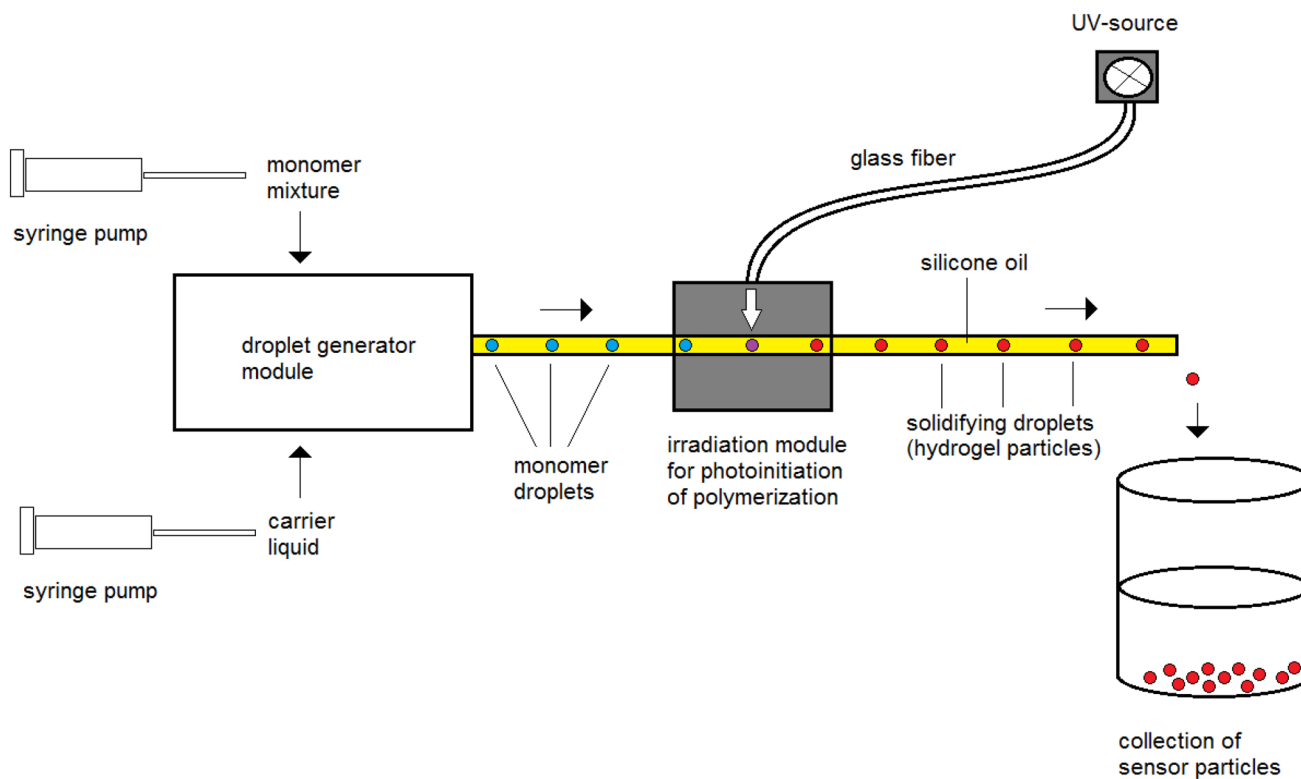 UV-source
glass fiber
monomer
mixture
syringe pump
silicone oil
droplet generator
module
solidifying droplets
(hydrogel particles)
monomer
droplets
irradiation module
for photoinitiation
of polymerization
carrier
liquid
syringe pump
collection of
sensor particles